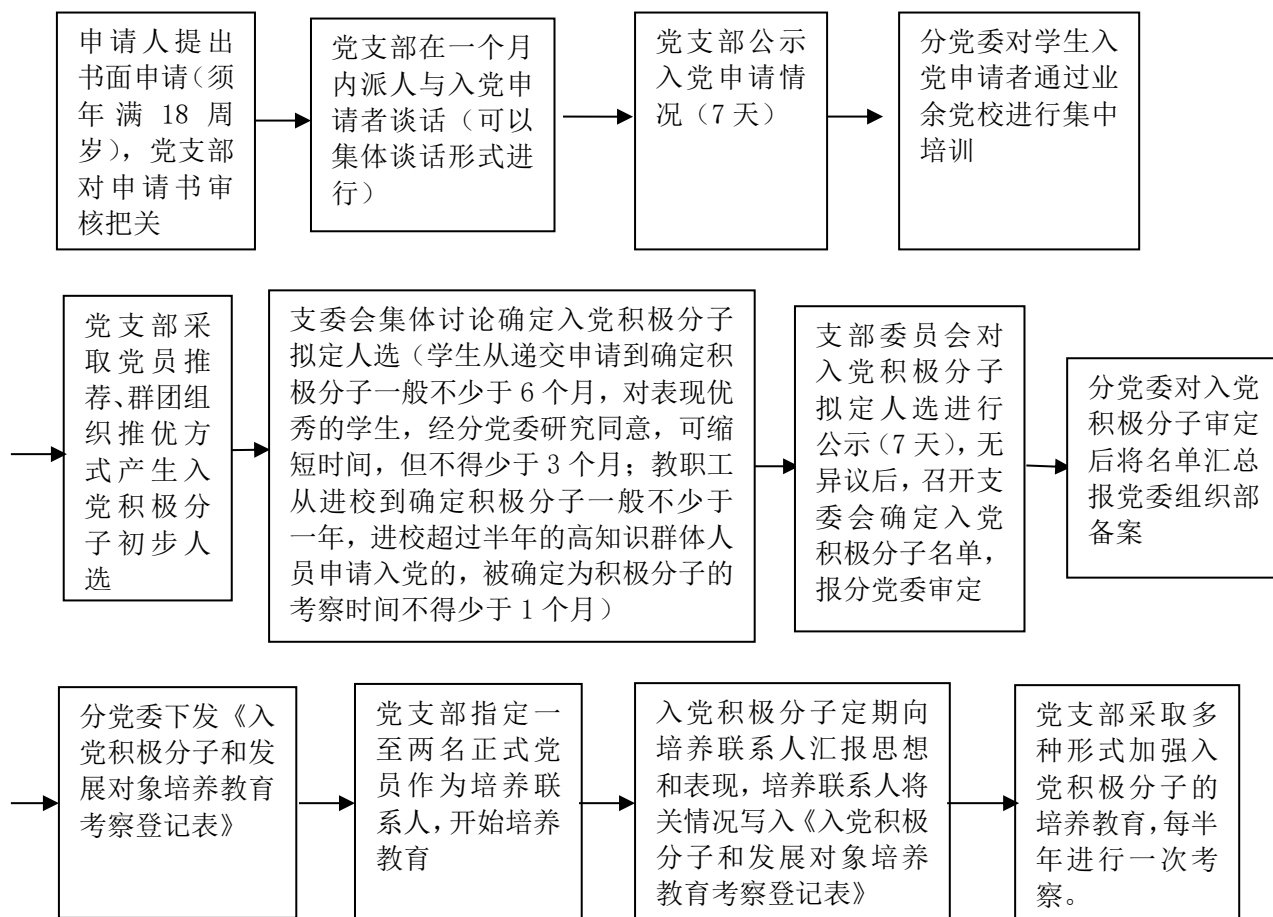 申请人提出
书面申请（须
年满 18 周
岁），党支部
对申请书审
核把关
党支部在一个月
内派人与入党申
请者谈话（可以
集体谈话形式进
行）
党支部公示
入党申请情
况（7 天）
分党委对学生入
党申请者通过业
余党校进行集中
培训
党支部采
取党员推
荐、群团组
织推优方
式产生入
党积极分
子初步人
选
支委会集体讨论确定入党积极分子
拟定人选（学生从递交申请到确定积
极分子一般不少于 6 个月，对表现优
秀的学生，经分党委研究同意，可缩
短时间，但不得少于 3 个月；教职工
从进校到确定积极分子一般不少于
一年，进校超过半年的高知识群体人
员申请入党的，被确定为积极分子的
考察时间不得少于 1 个月）
支部委员会对
入党积极分子
拟定人选进行
公示（7 天），无
异议后，召开支
委会确定入党
积极分子名单，
报分党委审定
分党委对入党
积极分子审定
后将名单汇总
报党委组织部
备案
分党委下发《入
党积极分子和发
展对象培养教育
考察登记表》
党支部指定一
至两名正式党
员作为培养联
系人，开始培养
教育
入党积极分子定期向
培养联系人汇报思想
和表现，培养联系人将
关情况写入《入党积极
分子和发展对象培养
教育考察登记表》
党支部采取多
种形式加强入
党积极分子的
培养教育，每半
年进行一次考
察。